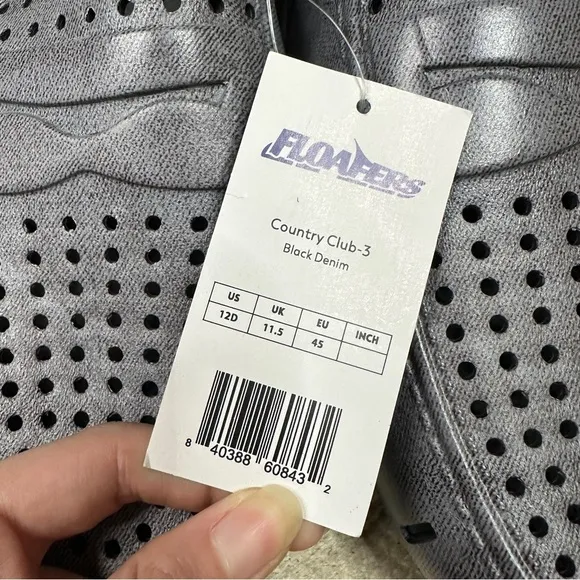 FLOAFERS
Country Club-3
Black Denim
US UK EU INCH
12D 11.5 45
8 40388 60843 2